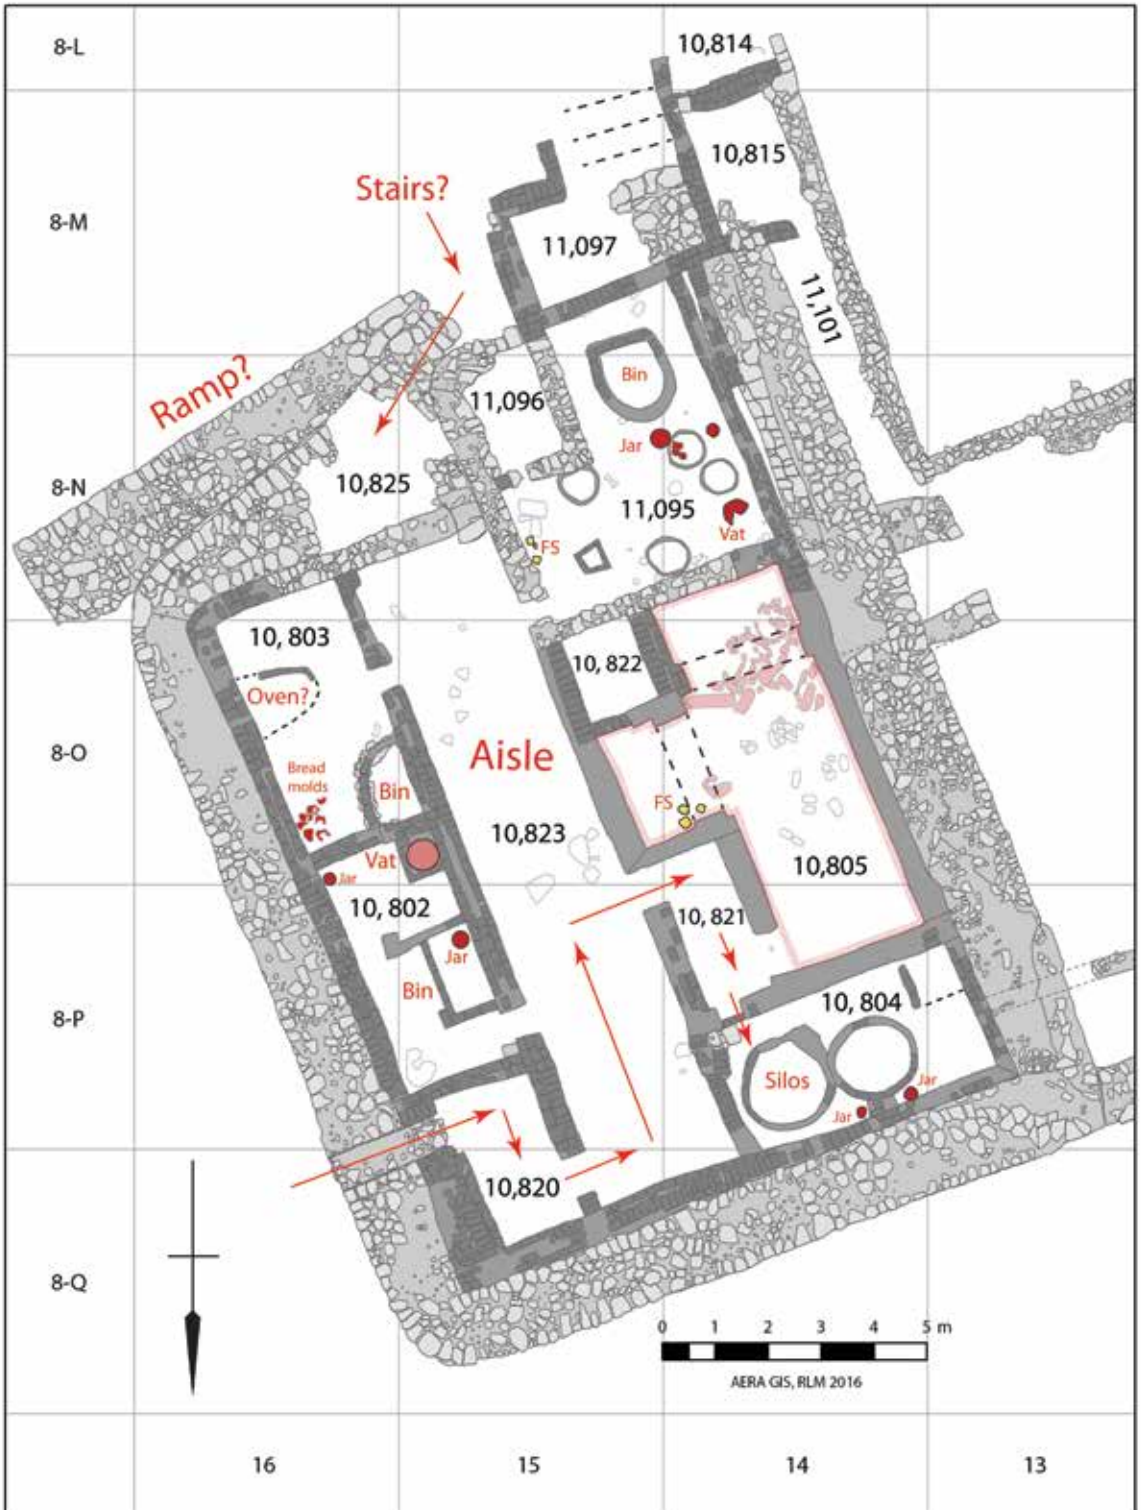 8-L
10,814
10,815
Stairs?
8-M
11,097
11,101
Ramp?
Bin
11,096
Jar
10,825
8-N
11,095
Vat
FS
10, 803
10, 822
Oven?
8-O
Aisle
Bread
molds
Bin
FS
10,823
Vat
10,805
Jar
10, 802
10, 821
Jar
Bin
10, 804
8-P
Silos
Jar
Jar
10,820
8-Q
0 1 2 3 4 5 m
AERA GIS, RLM 2016
16 15 14 13